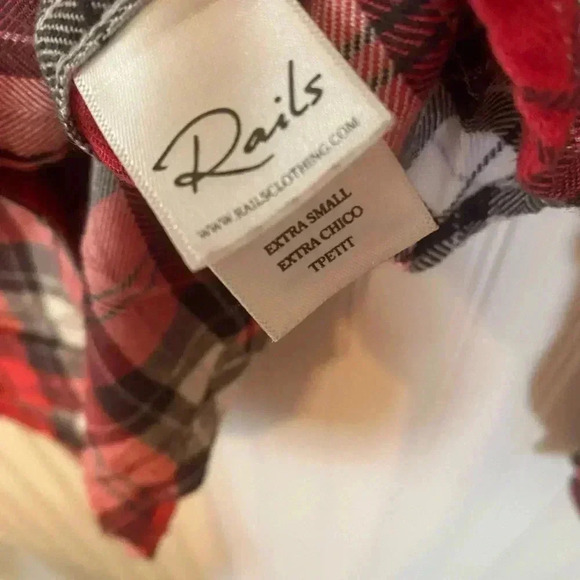 Rails
WWW.RAILSCLOTHING.COM
EXTRA SMALL
EXTRA CHICO
TPETIT